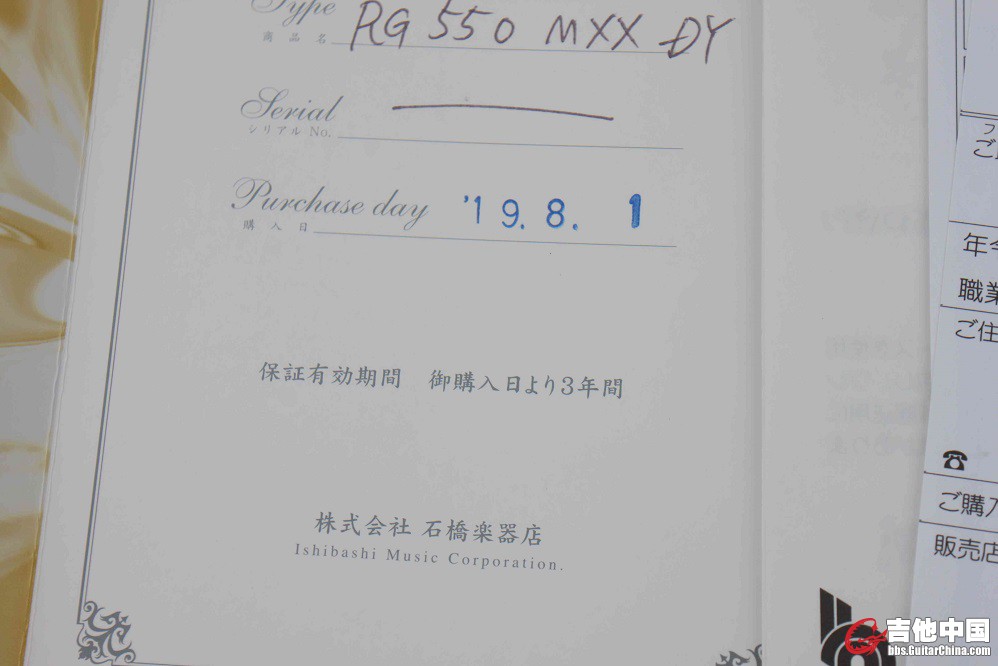 Type
商品名
RG 550 MXX DY
Serial
シリアル No.
Purchase day '19. 8. 1
購入日
保証有効期間 御購入日より3年間
株式会社 石橋楽器店
Ishibashi Music Corporation.
年
職業
ご住
☎
ご購入
販売店
吉他中国
bbs.GuitarChina.com